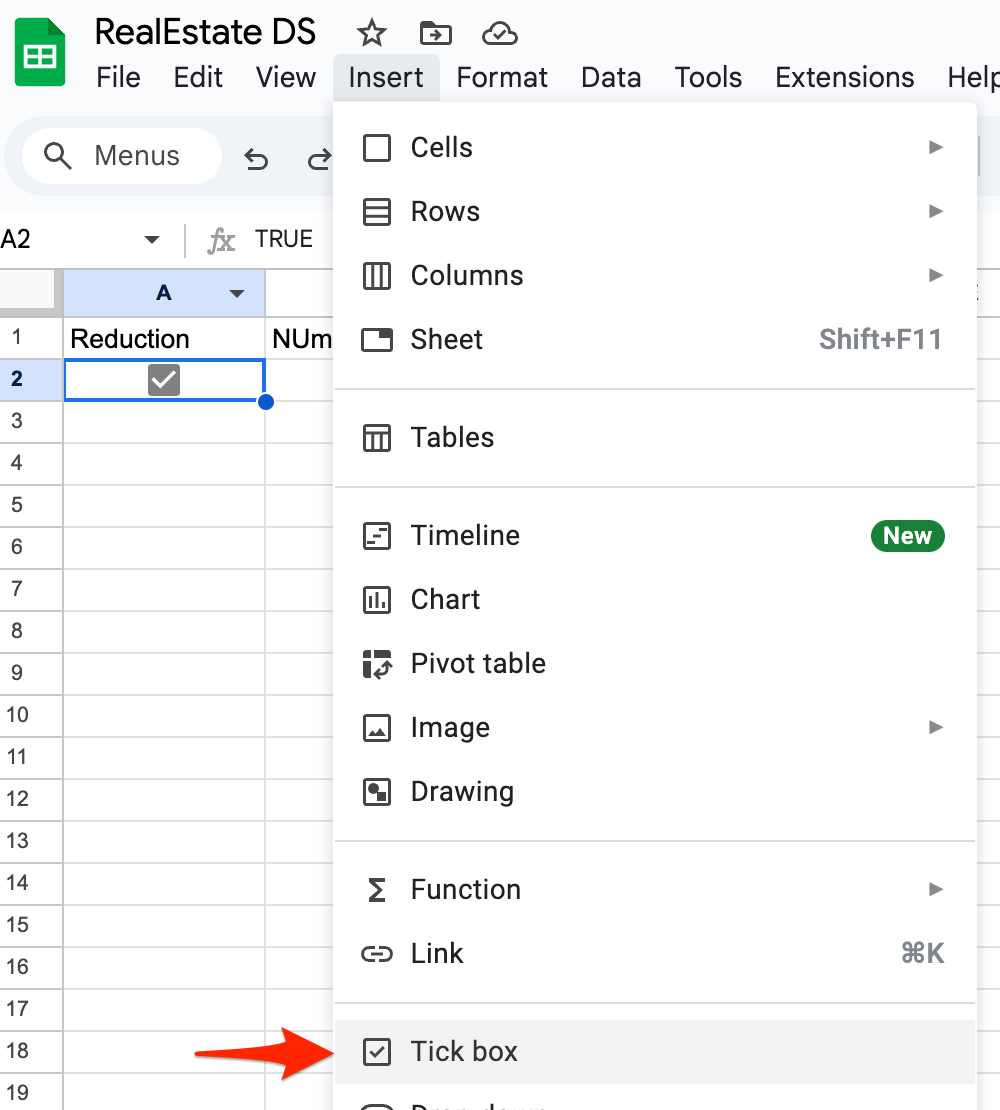 RealEstate DS
File Edit View Insert Format Data Tools Extensions Help
Menus
A2 fx TRUE
A
1 Reduction NUm
2
3
4
5
6
7
8
9
10
11
12
13
14
15
16
17
18
19
Cells
Rows
Columns
Sheet Shift+F11
Tables
Timeline New
Chart
Pivot table
Image
Drawing
Σ Function
Link ⌘K
Tick box